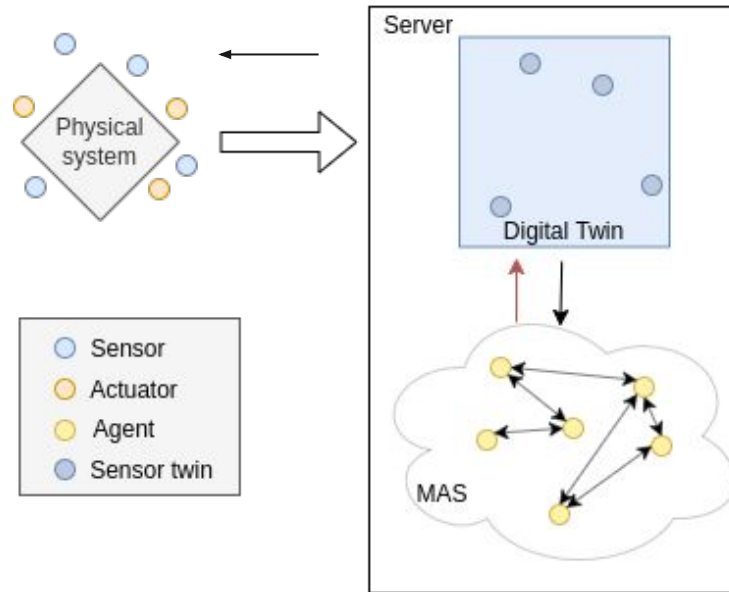 Server
Physical
system
Digital Twin
Sensor
Actuator
Agent
Sensor twin
MAS